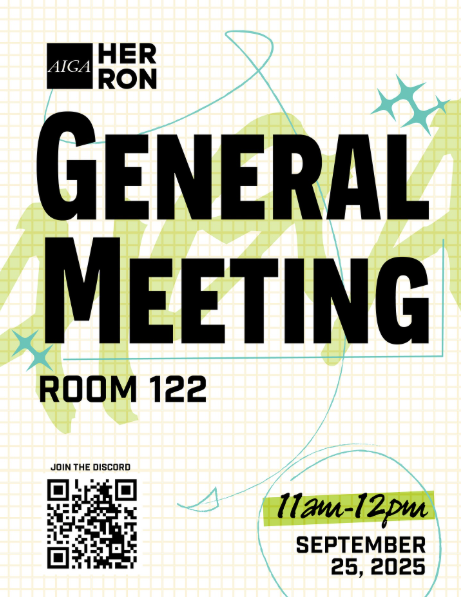 AIGA
HER
RON
GENERAL
MEETING
ROOM 122
JOIN THE DISCORD
11am-12pm
SEPTEMBER
25, 2025